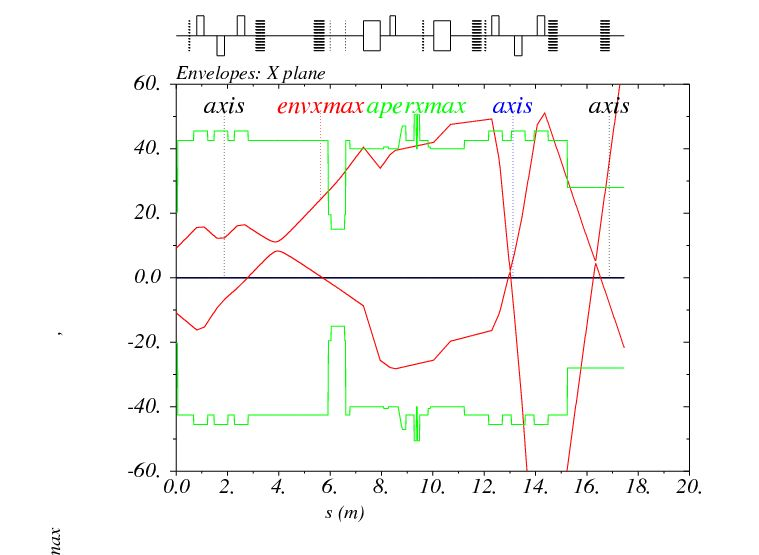 Envelopes: X plane
60.
axis envxmax aperxmax axis axis
40.
20.
0.0
-20.
-40.
-60.
0.0 2. 4. 6. 8. 10. 12. 14. 16. 18. 20.
s (m)
,
max